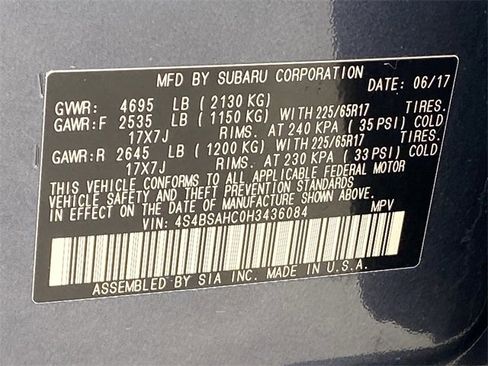 MFD BY SUBARU CORPORATION DATE: 06/17
GVWR: 4695 LB (2130 KG)
GAWR:F 2535 LB (1150 KG) WITH 225/65R17 TIRES.
17X7J RIMS. AT 240 KPA (35 PSI) COLD
GAWR:R 2645 LB (1200 KG) WITH 225/65R17 TIRES.
17X7J RIMS. AT 230 KPA (33 PSI) COLD
THIS VEHICLE CONFORMS TO ALL APPLICABLE FEDERAL MOTOR
VEHICLE SAFETY AND THEFT PREVENTION STANDARDS
IN EFFECT ON THE DATE OF MANUFACTURE SHOWN ABOVE.
VIN: 4S4BSAHC0H3436084 MPV
ASSEMBLED BY SIA INC. MADE IN U.S.A.